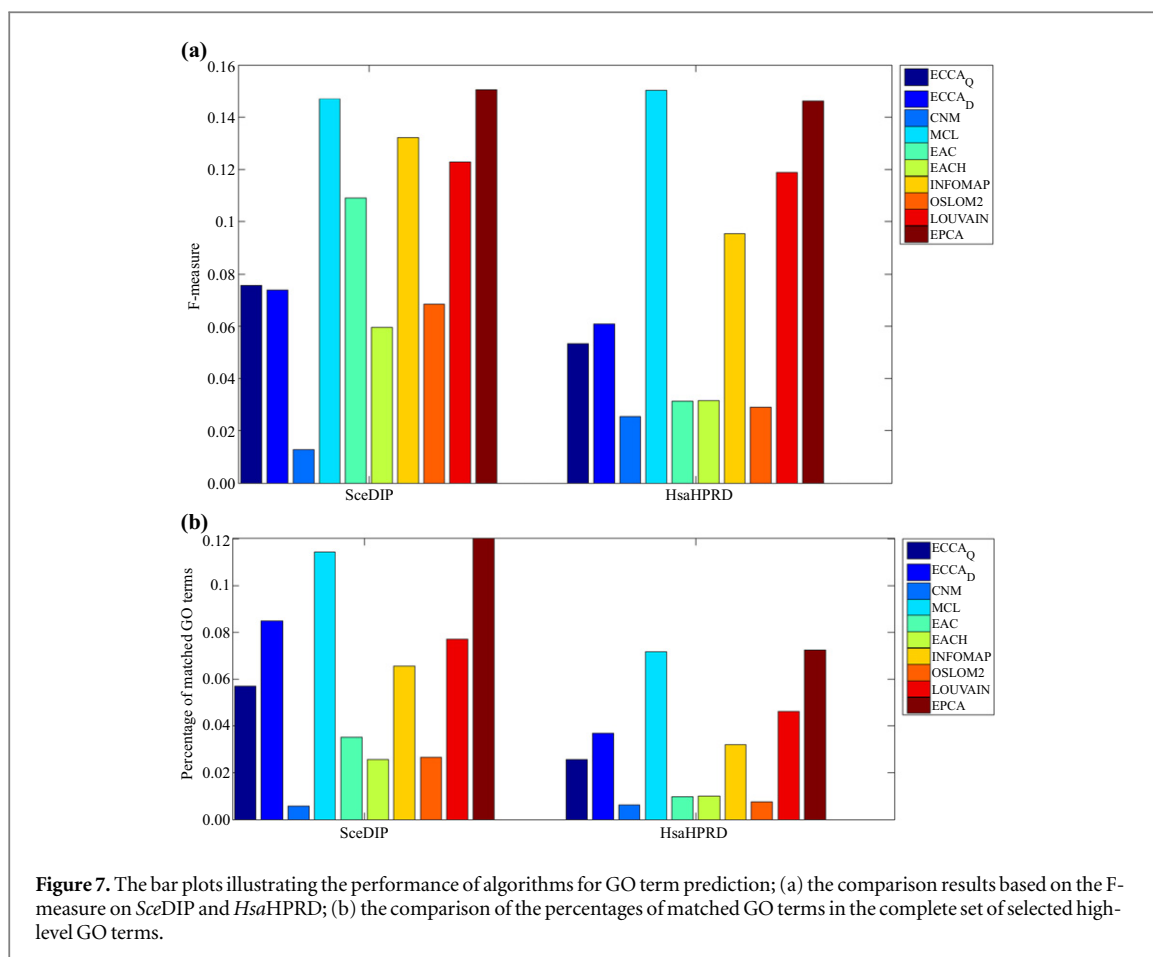 (a)
0.16
0.14
0.12
0.1
0.08
0.06
0.04
0.02
0.00
F-measure
SceDIP
HsaHPRD
ECCA_Q
ECCA_D
CNM
MCL
EAC
EACH
INFOMAP
OSLOM2
LOUVAIN
EPCA
(b)
0.12
0.1
0.08
0.06
0.04
0.02
0.00
Percentage of matched GO terms
SceDIP
HsaHPRD
ECCA_Q
ECCA_D
CNM
MCL
EAC
EACH
INFOMAP
OSLOM2
LOUVAIN
EPCA
Figure 7. The bar plots illustrating the performance of algorithms for GO term prediction; (a) the comparison results based on the F-
measure on SceDIP and HsaHPRD; (b) the comparison of the percentages of matched GO terms in the complete set of selected high-
level GO terms.